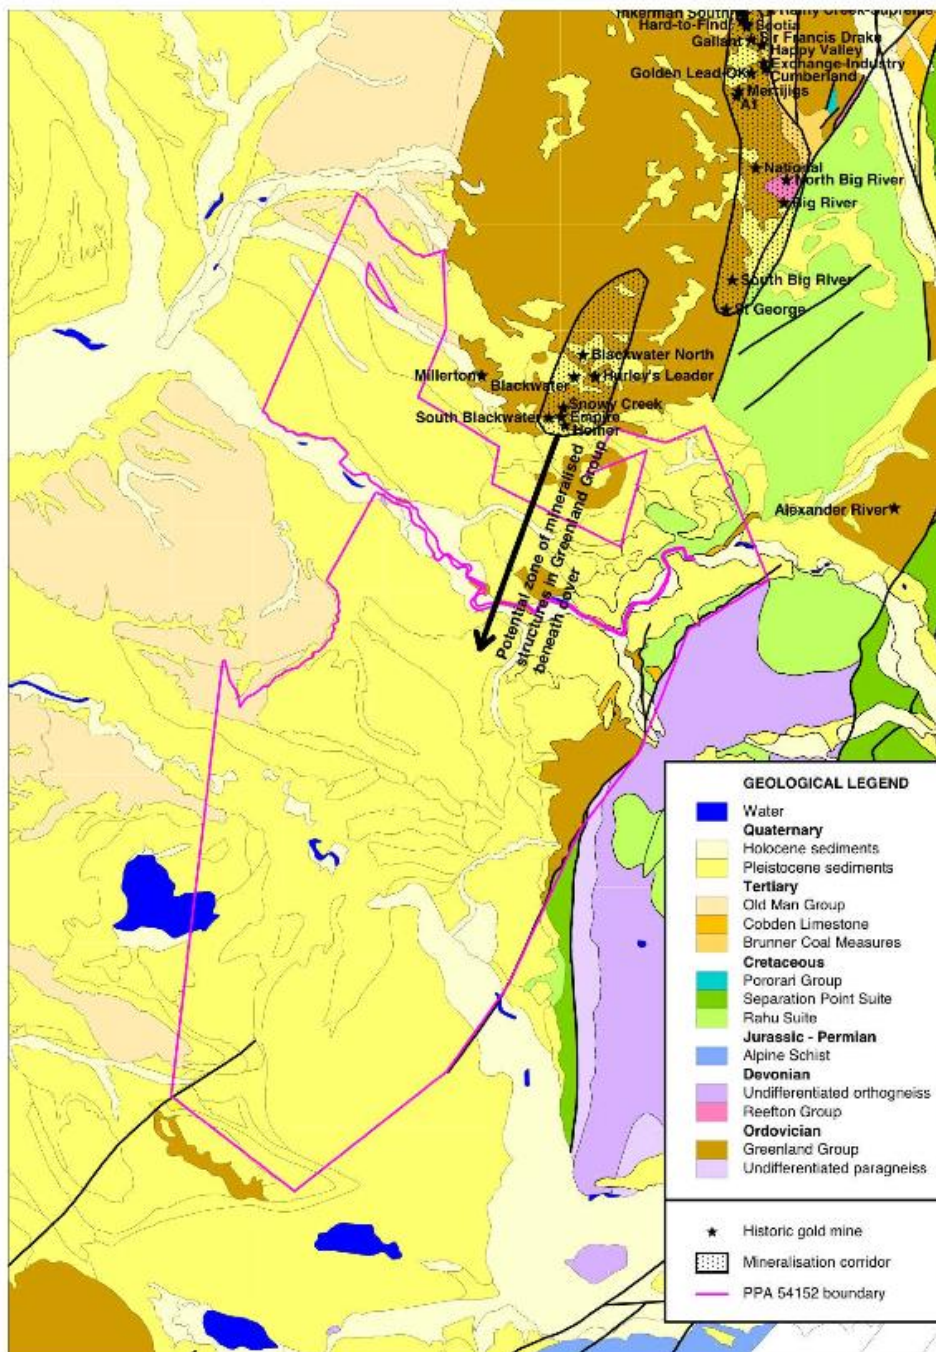 Inkerman South
Ramy Creek-Supreme
Hard-to-Find
Scotia
Sir Francis Drake
Gallant
Happy Valley
Exchange-Industry
Golden Lead-OK
Cumberland
Merrijigs
A1
National
North Big River
Big River
South Big River
St George
Blackwater North
Millerton
Blackwater
Hurley's Leader
Snowy Creek
South Blackwater
Empire
Homer
Potential zone of mineralised
structures in Greenland Group
beneath cover
Alexander River
GEOLOGICAL LEGEND
Water
Quaternary
Holocene sediments
Pleistocene sediments
Tertiary
Old Man Group
Cobden Limestone
Brunner Coal Measures
Cretaceous
Pororari Group
Separation Point Suite
Rahu Suite
Jurassic - Permian
Alpine Schist
Devonian
Undifferentiated orthogneiss
Reefton Group
Ordovician
Greenland Group
Undifferentiated paragneiss
Historic gold mine
Mineralisation corridor
PPA 54152 boundary